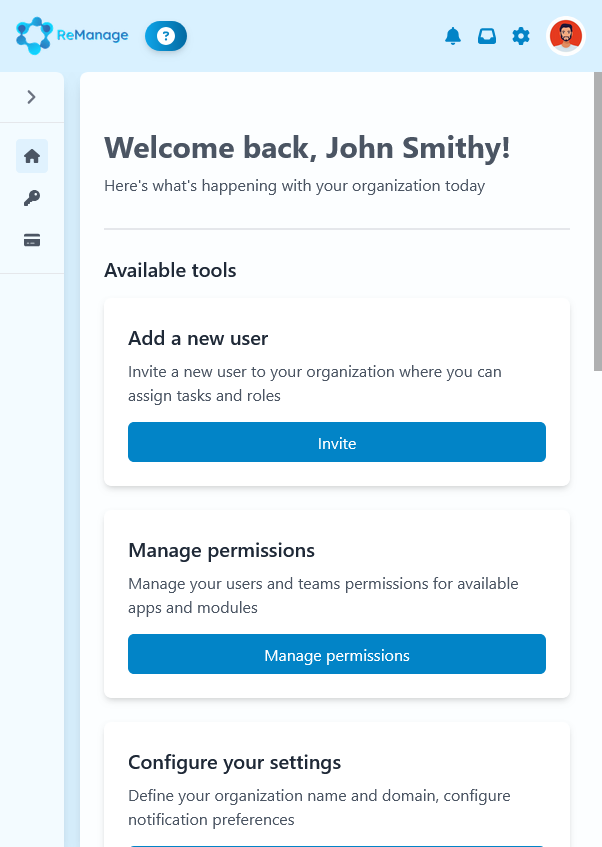 ReManage
?
Welcome back, John Smithy!
Here's what's happening with your organization today
Available tools
Add a new user
Invite a new user to your organization where you can
assign tasks and roles
Invite
Manage permissions
Manage your users and teams permissions for available
apps and modules
Manage permissions
Configure your settings
Define your organization name and domain, configure
notification preferences